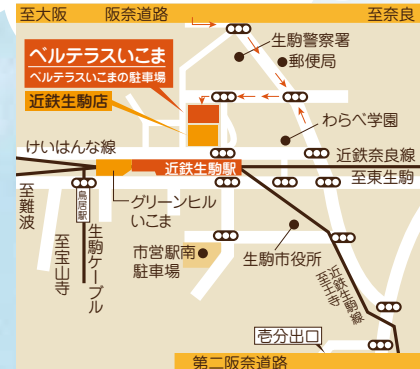 至大阪 阪奈道路 至奈良
ベルテラスいこま
ベルテラスいこまの駐車場
近鉄生駒店
生駒警察署
郵便局
わらべ学園
けいはんな線
近鉄奈良線
近鉄生駒駅
至東生駒
至難波
鳥居駅
グリーンヒル
いこま
生駒ケーブル
至宝山寺
市営駅南
駐車場
生駒市役所
近鉄生駒線
至王寺
壱分出口
第二阪奈道路